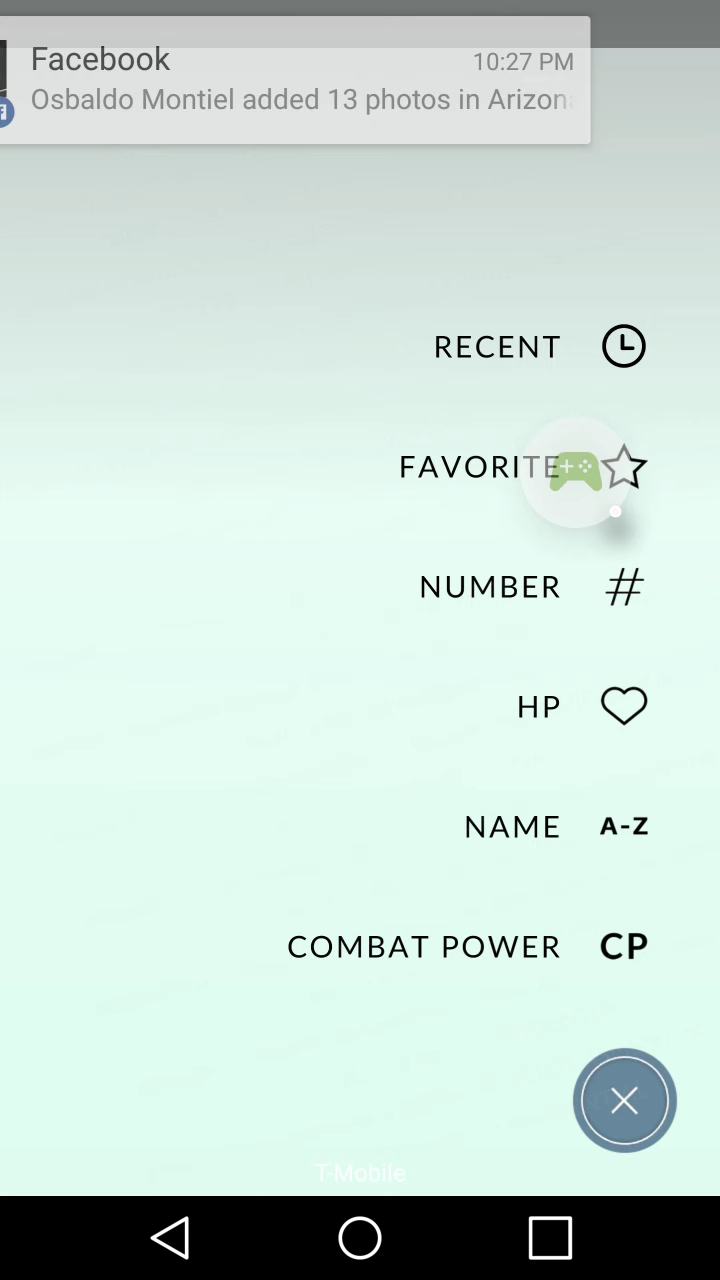 Facebook 10:27 PM
Osbaldo Montiel added 13 photos in Arizona
RECENT
FAVORITE
NUMBER #
HP
NAME A-Z
COMBAT POWER CP
T-Mobile